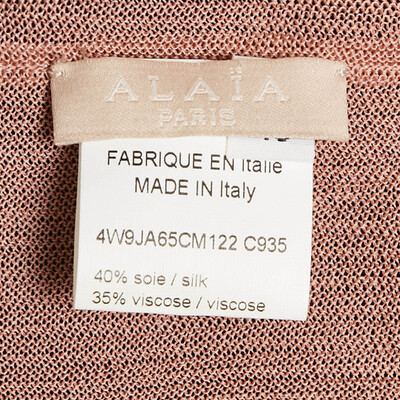 ALAÏA
PARIS
FABRIQUE EN Italie
MADE IN Italy
4W9JA65CM122 C935
40% soie / silk
35% viscose / viscose